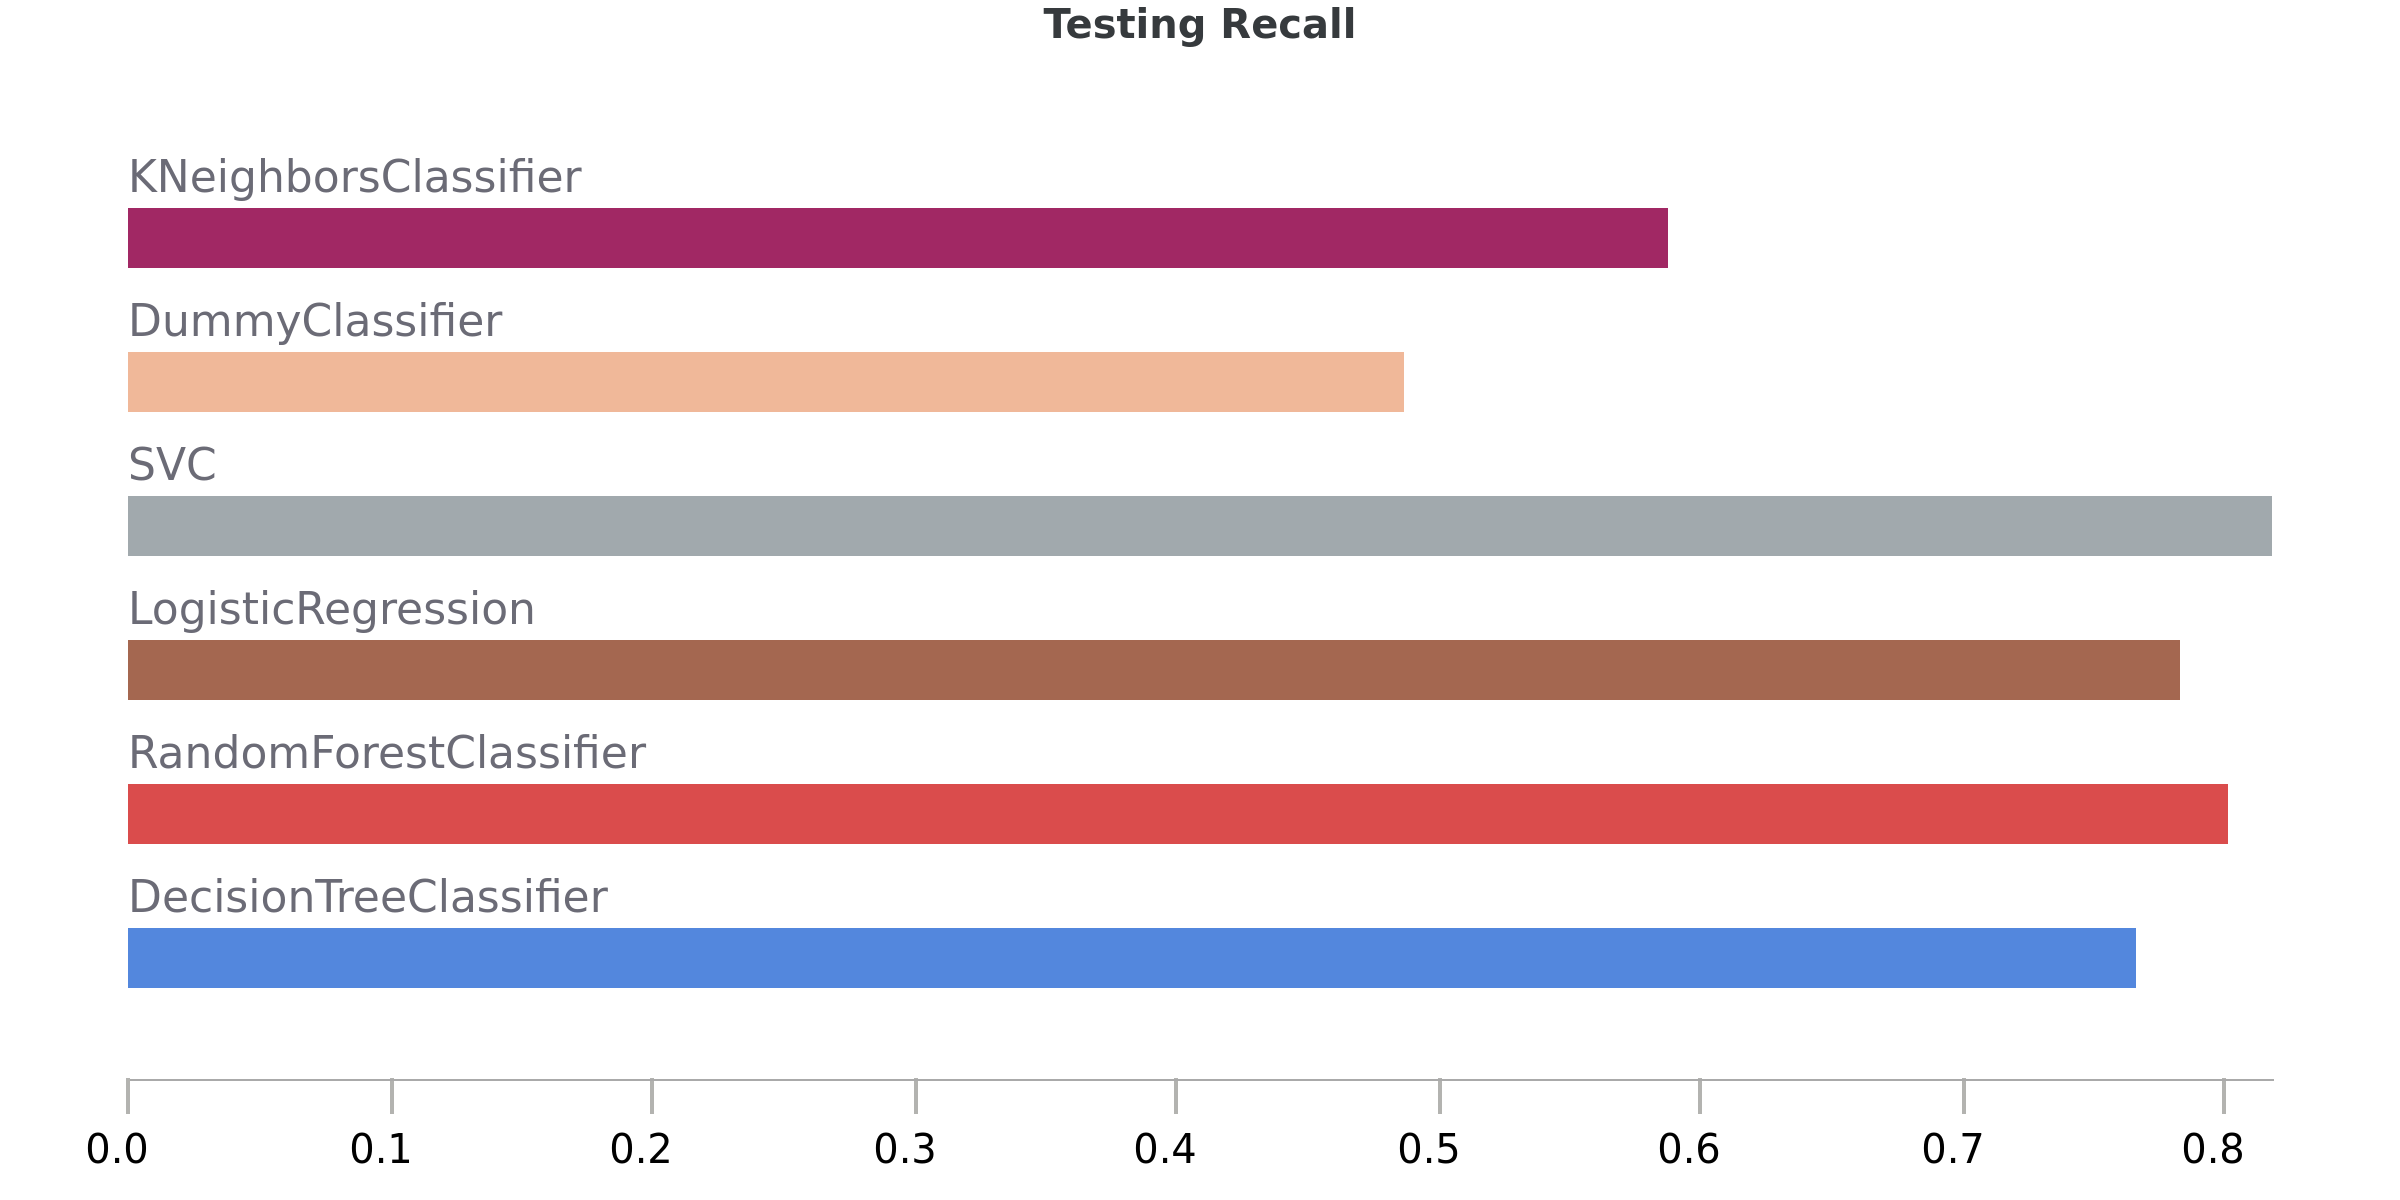 Testing Recall
KNeighborsClassifier
DummyClassifier
SVC
LogisticRegression
RandomForestClassifier
DecisionTreeClassifier
0.0 0.1 0.2 0.3 0.4 0.5 0.6 0.7 0.8